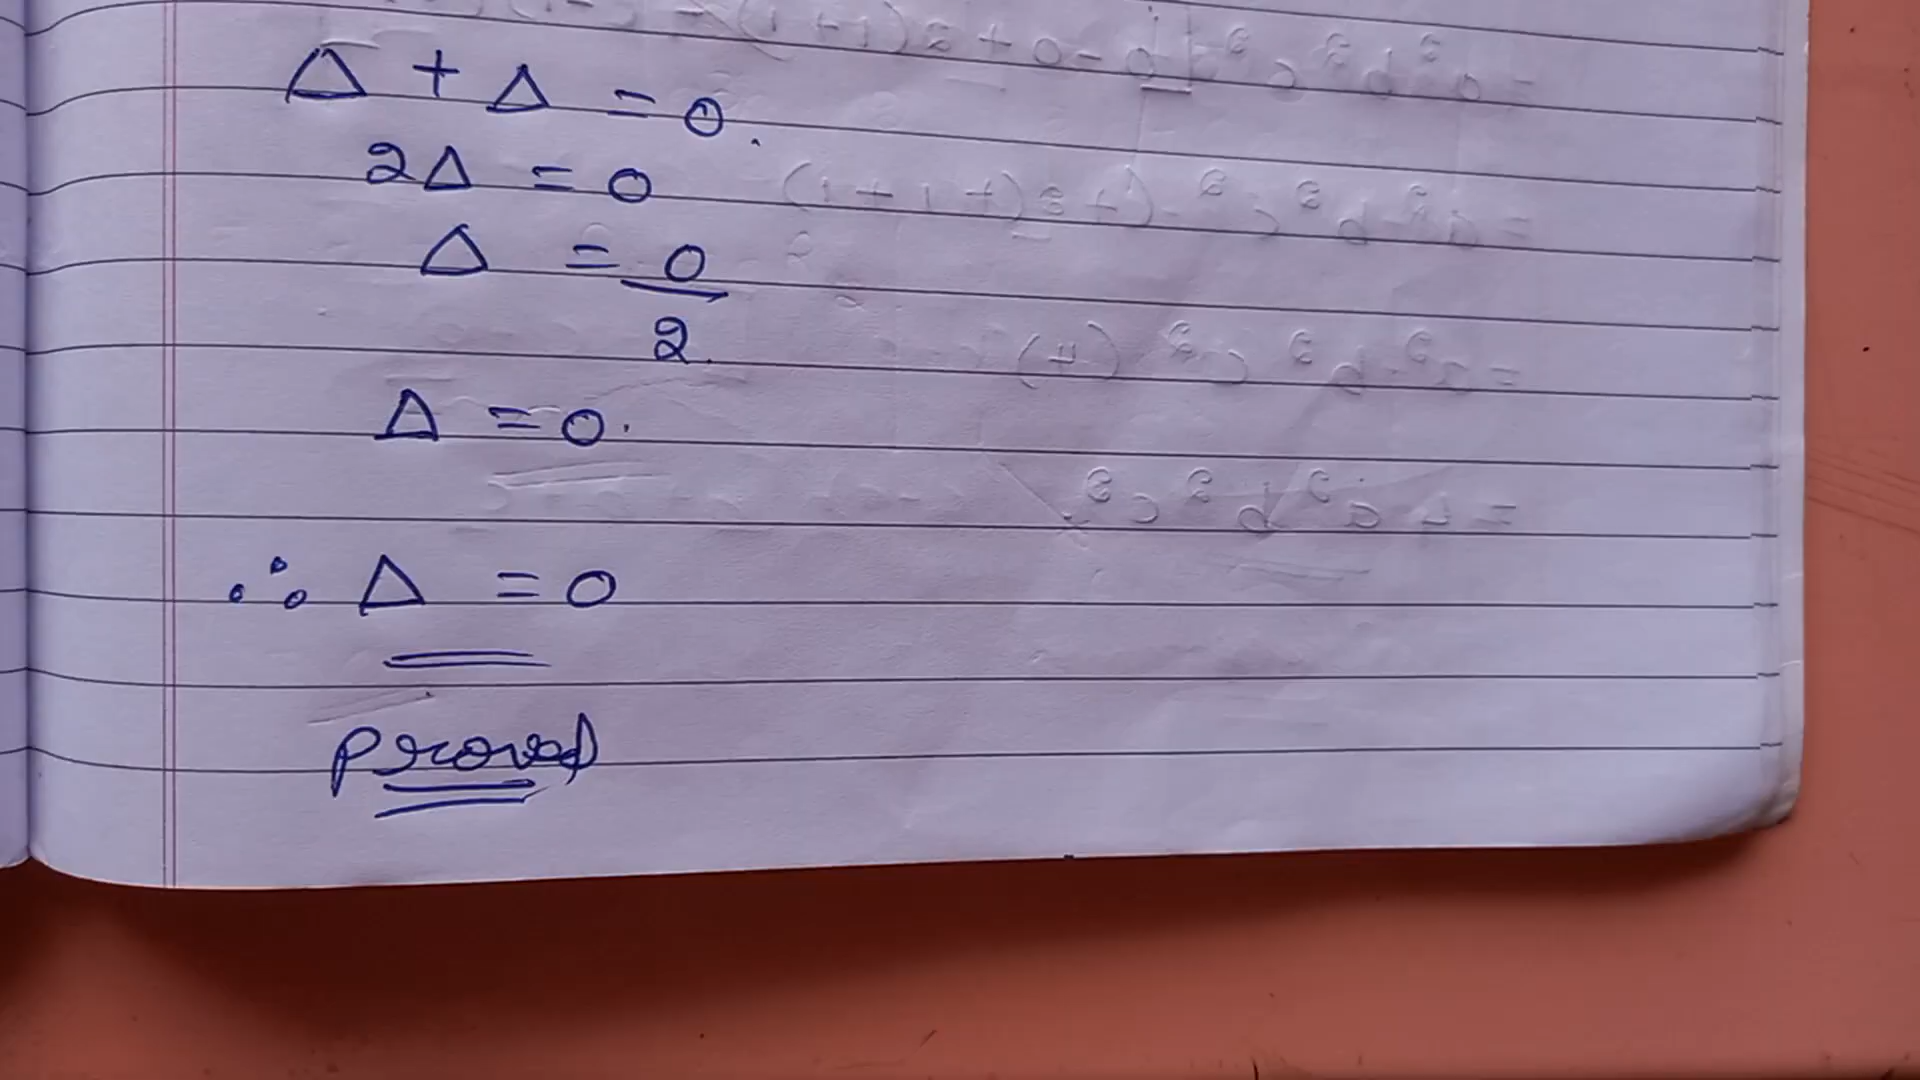 Δ + Δ = 0.
2Δ = 0
Δ = 0
2.
Δ = 0.
∴ Δ = 0
proved